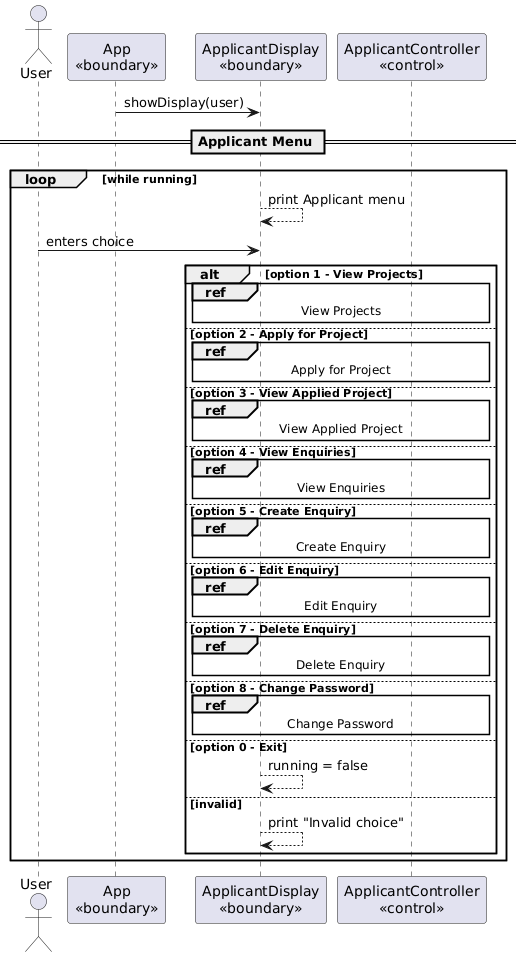 User
App
«boundary»
ApplicantDisplay
«boundary»
ApplicantController
«control»
showDisplay(user)
Applicant Menu
loop [while running]
print Applicant menu
enters choice
alt [option 1 - View Projects]
ref
View Projects
[option 2 - Apply for Project]
ref
Apply for Project
[option 3 - View Applied Project]
ref
View Applied Project
[option 4 - View Enquiries]
ref
View Enquiries
[option 5 - Create Enquiry]
ref
Create Enquiry
[option 6 - Edit Enquiry]
ref
Edit Enquiry
[option 7 - Delete Enquiry]
ref
Delete Enquiry
[option 8 - Change Password]
ref
Change Password
[option 0 - Exit]
running = false
[invalid]
print "Invalid choice"
User
App
«boundary»
ApplicantDisplay
«boundary»
ApplicantController
«control»